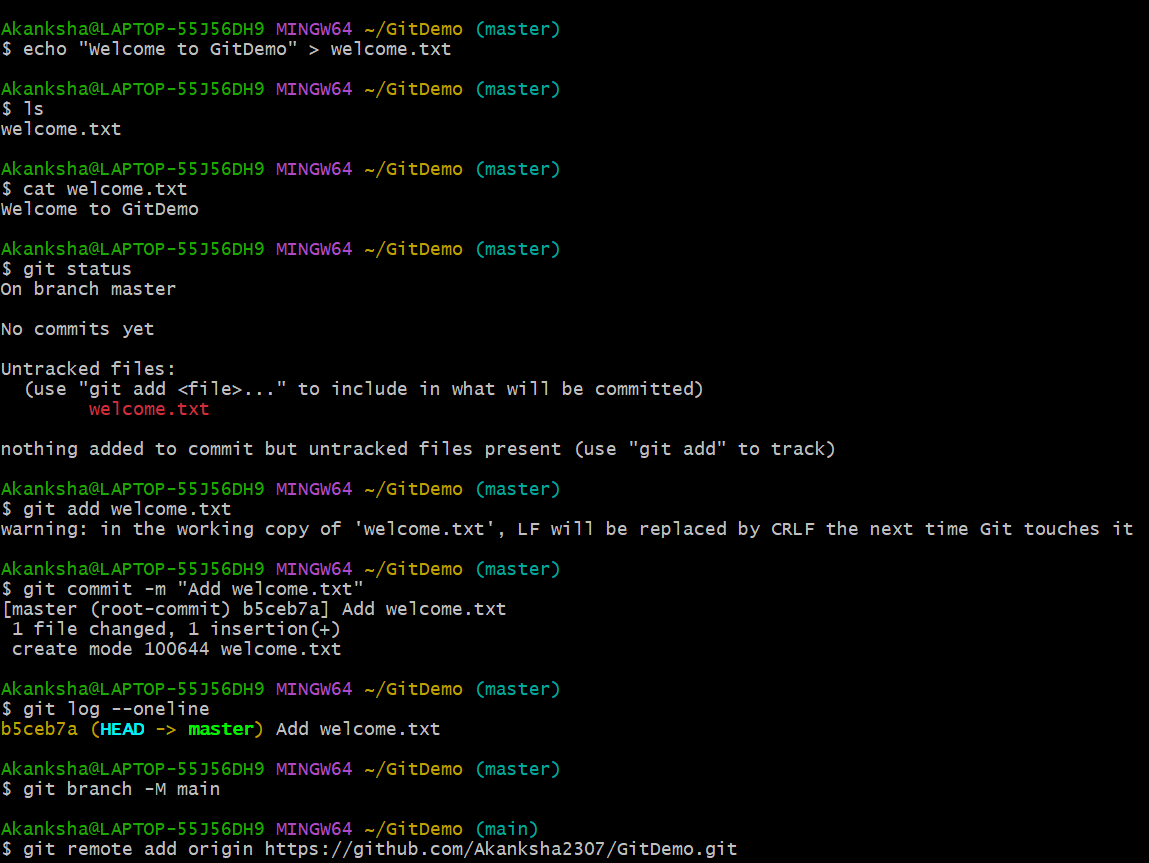 Akanksha@LAPTOP-55J56DH9 MINGW64 ~/GitDemo (master)
$ echo "Welcome to GitDemo" > welcome.txt
Akanksha@LAPTOP-55J56DH9 MINGW64 ~/GitDemo (master)
$ ls
welcome.txt
Akanksha@LAPTOP-55J56DH9 MINGW64 ~/GitDemo (master)
$ cat welcome.txt
Welcome to GitDemo
Akanksha@LAPTOP-55J56DH9 MINGW64 ~/GitDemo (master)
$ git status
On branch master
No commits yet
Untracked files:
  (use "git add <file>..." to include in what will be committed)
        welcome.txt
nothing added to commit but untracked files present (use "git add" to track)
Akanksha@LAPTOP-55J56DH9 MINGW64 ~/GitDemo (master)
$ git add welcome.txt
warning: in the working copy of 'welcome.txt', LF will be replaced by CRLF the next time Git touches it
Akanksha@LAPTOP-55J56DH9 MINGW64 ~/GitDemo (master)
$ git commit -m "Add welcome.txt"
[master (root-commit) b5ceb7a] Add welcome.txt
 1 file changed, 1 insertion(+)
 create mode 100644 welcome.txt
Akanksha@LAPTOP-55J56DH9 MINGW64 ~/GitDemo (master)
$ git log --oneline
b5ceb7a (HEAD -> master) Add welcome.txt
Akanksha@LAPTOP-55J56DH9 MINGW64 ~/GitDemo (master)
$ git branch -M main
Akanksha@LAPTOP-55J56DH9 MINGW64 ~/GitDemo (main)
$ git remote add origin https://github.com/Akanksha2307/GitDemo.git